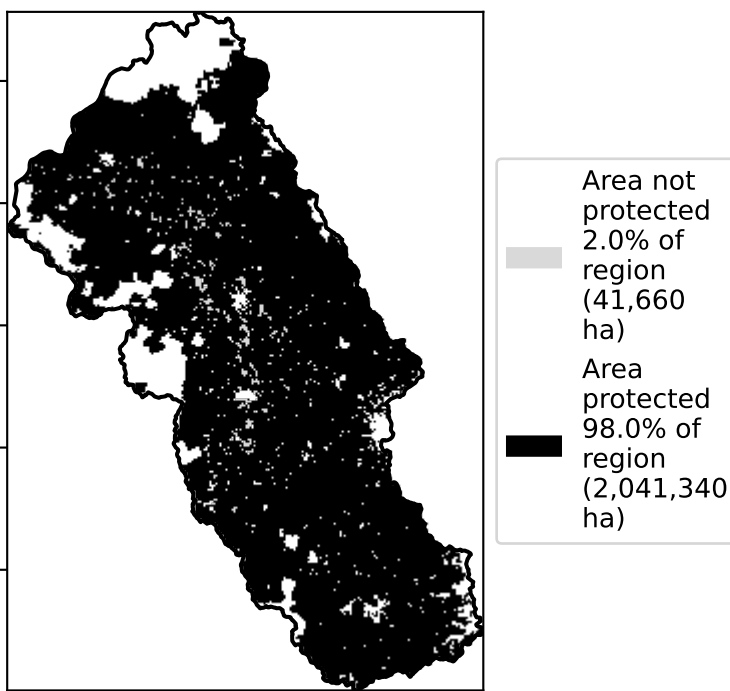 Area not
protected
2.0% of
region
(41,660
ha)
Area
protected
98.0% of
region
(2,041,340
ha)